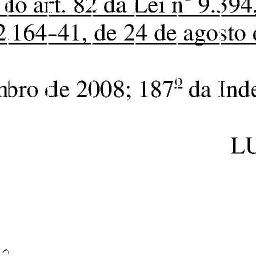 do art. 82 da Lei nº 9.394,
2.164-41, de 24 de agosto d
mbro de 2008; 187º da Inde
LU